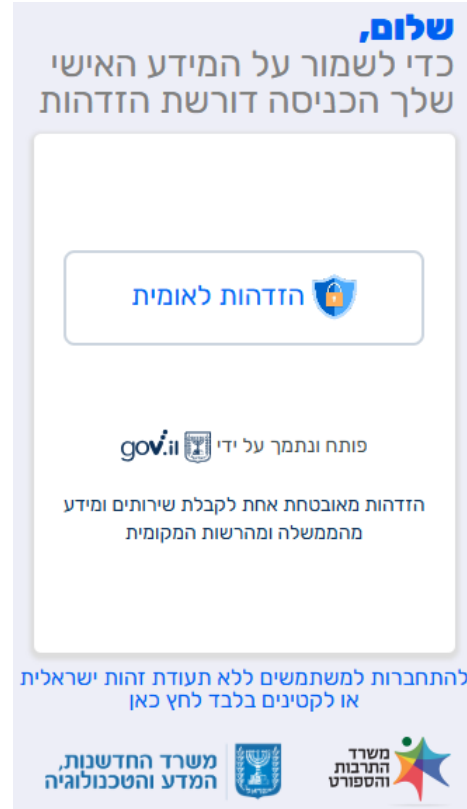 שלום,
כדי לשמור על המידע האישי
שלך הכניסה דורשת הזדהות
הזדהות לאומית
פותח ונתמך על ידי gov.il
הזדהות מאובטחת אחת לקבלת שירותים ומידע
מהממשלה ומהרשות המקומית
להתחברות למשתמשים ללא תעודת זהות ישראלית
או לקטינים בלבד לחץ כאן
משרד
התרבות
והספורט
משרד החדשנות,
המדע והטכנולוגיה